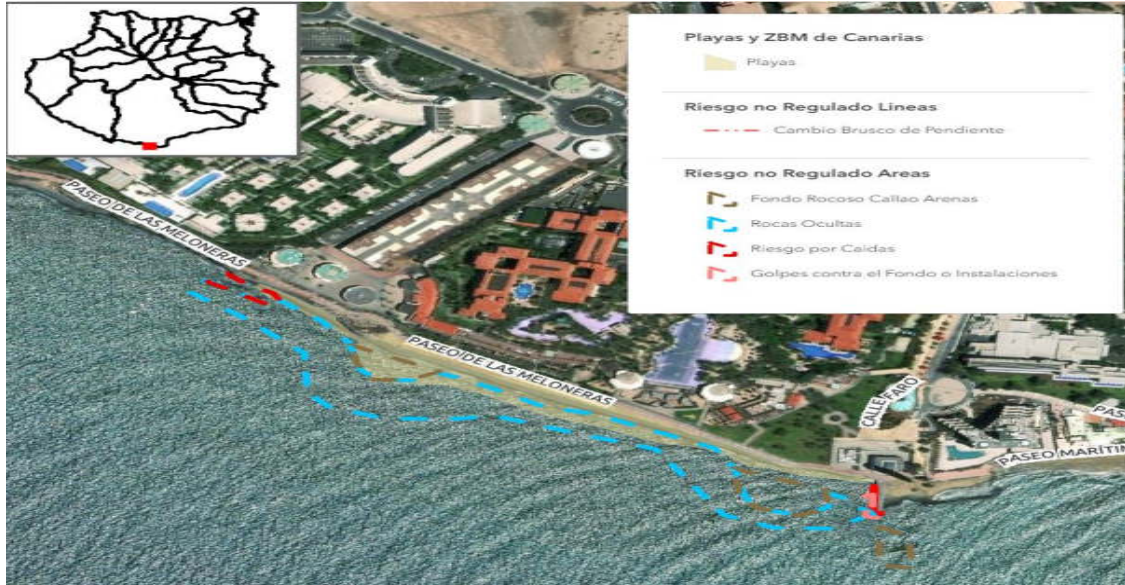 Playas y ZBM de Canarias
Playas
Riesgo no Regulado Lineas
Cambio Brusco de Pendiente
Riesgo no Regulado Areas
Fondo Rocoso Callao Arenas
Rocas Ocultas
Riesgo por Caidas
Golpes contra el Fondo o Instalaciones
PASEO DE LAS MELONERAS
PASEO DE LAS MELONERAS
CALLE FARO
PAS
PASEO MARÍTIM